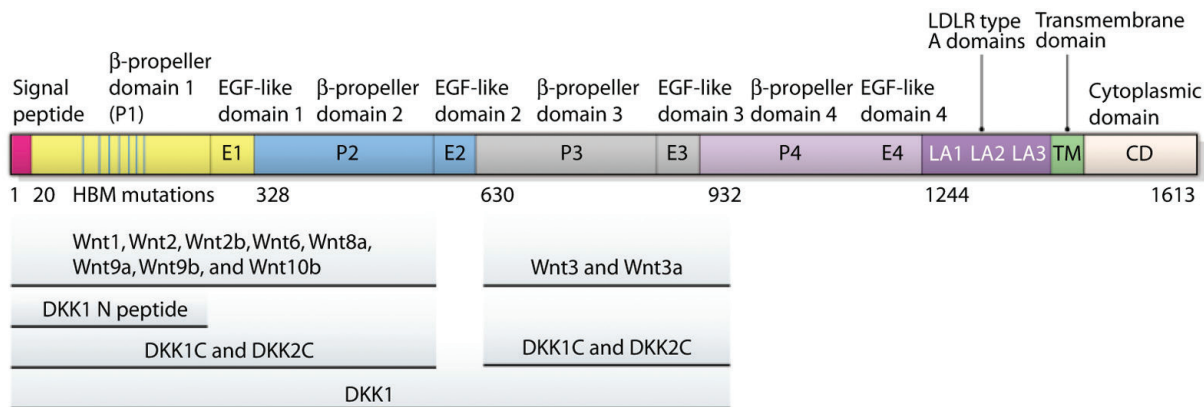 LDLR type
A domains
Transmembrane
domain
β-propeller
domain 1
(P1)
Signal
peptide
EGF-like
domain 1
β-propeller
domain 2
EGF-like
domain 2
β-propeller
domain 3
EGF-like
domain 3
β-propeller
domain 4
EGF-like
domain 4
Cytoplasmic
domain
E1 P2 E2 P3 E3 P4 E4 LA1 LA2 LA3 TM CD
1 20 HBM mutations 328 630 932 1244 1613
Wnt1, Wnt2, Wnt2b, Wnt6, Wnt8a,
Wnt9a, Wnt9b, and Wnt10b
Wnt3 and Wnt3a
DKK1 N peptide
DKK1C and DKK2C
DKK1C and DKK2C
DKK1